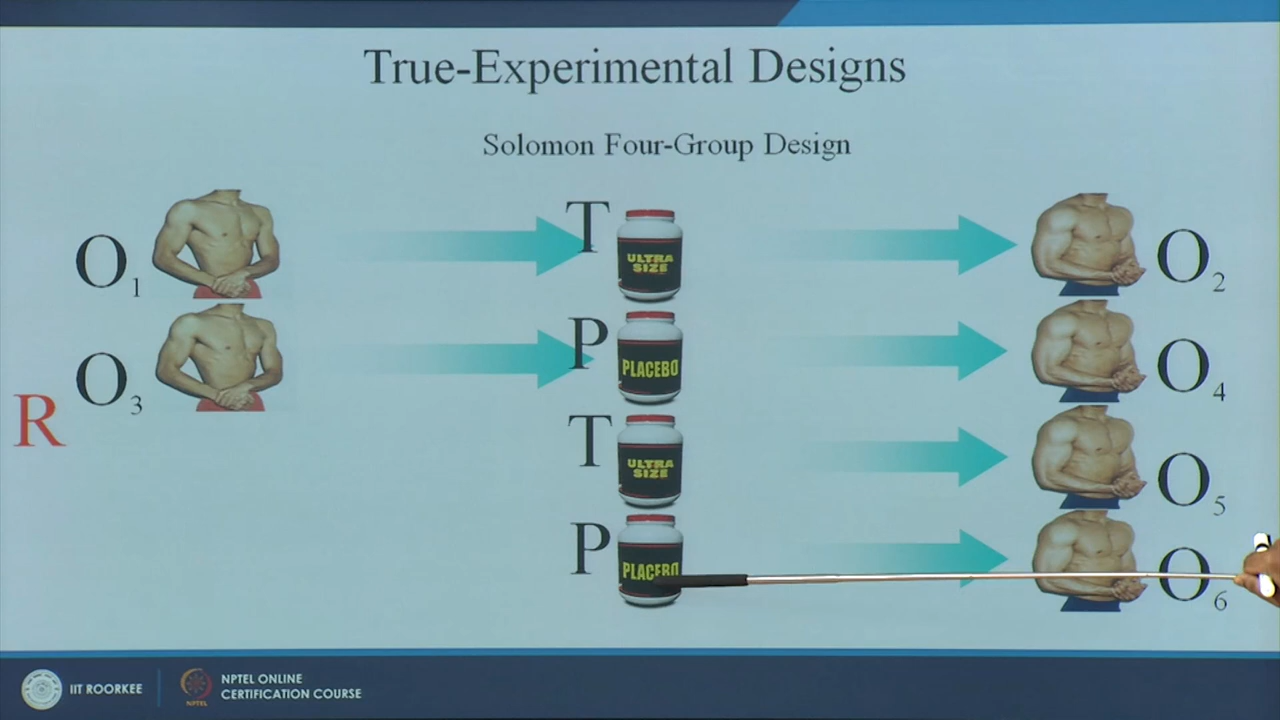 True-Experimental Designs
Solomon Four-Group Design
O1
T
ULTRA
SIZE
O2
O3
P
PLACEBO
O4
R
T
ULTRA
SIZE
O5
P
PLACEBO
O6
IIT ROORKEE
NPTEL
NPTEL ONLINE
CERTIFICATION COURSE